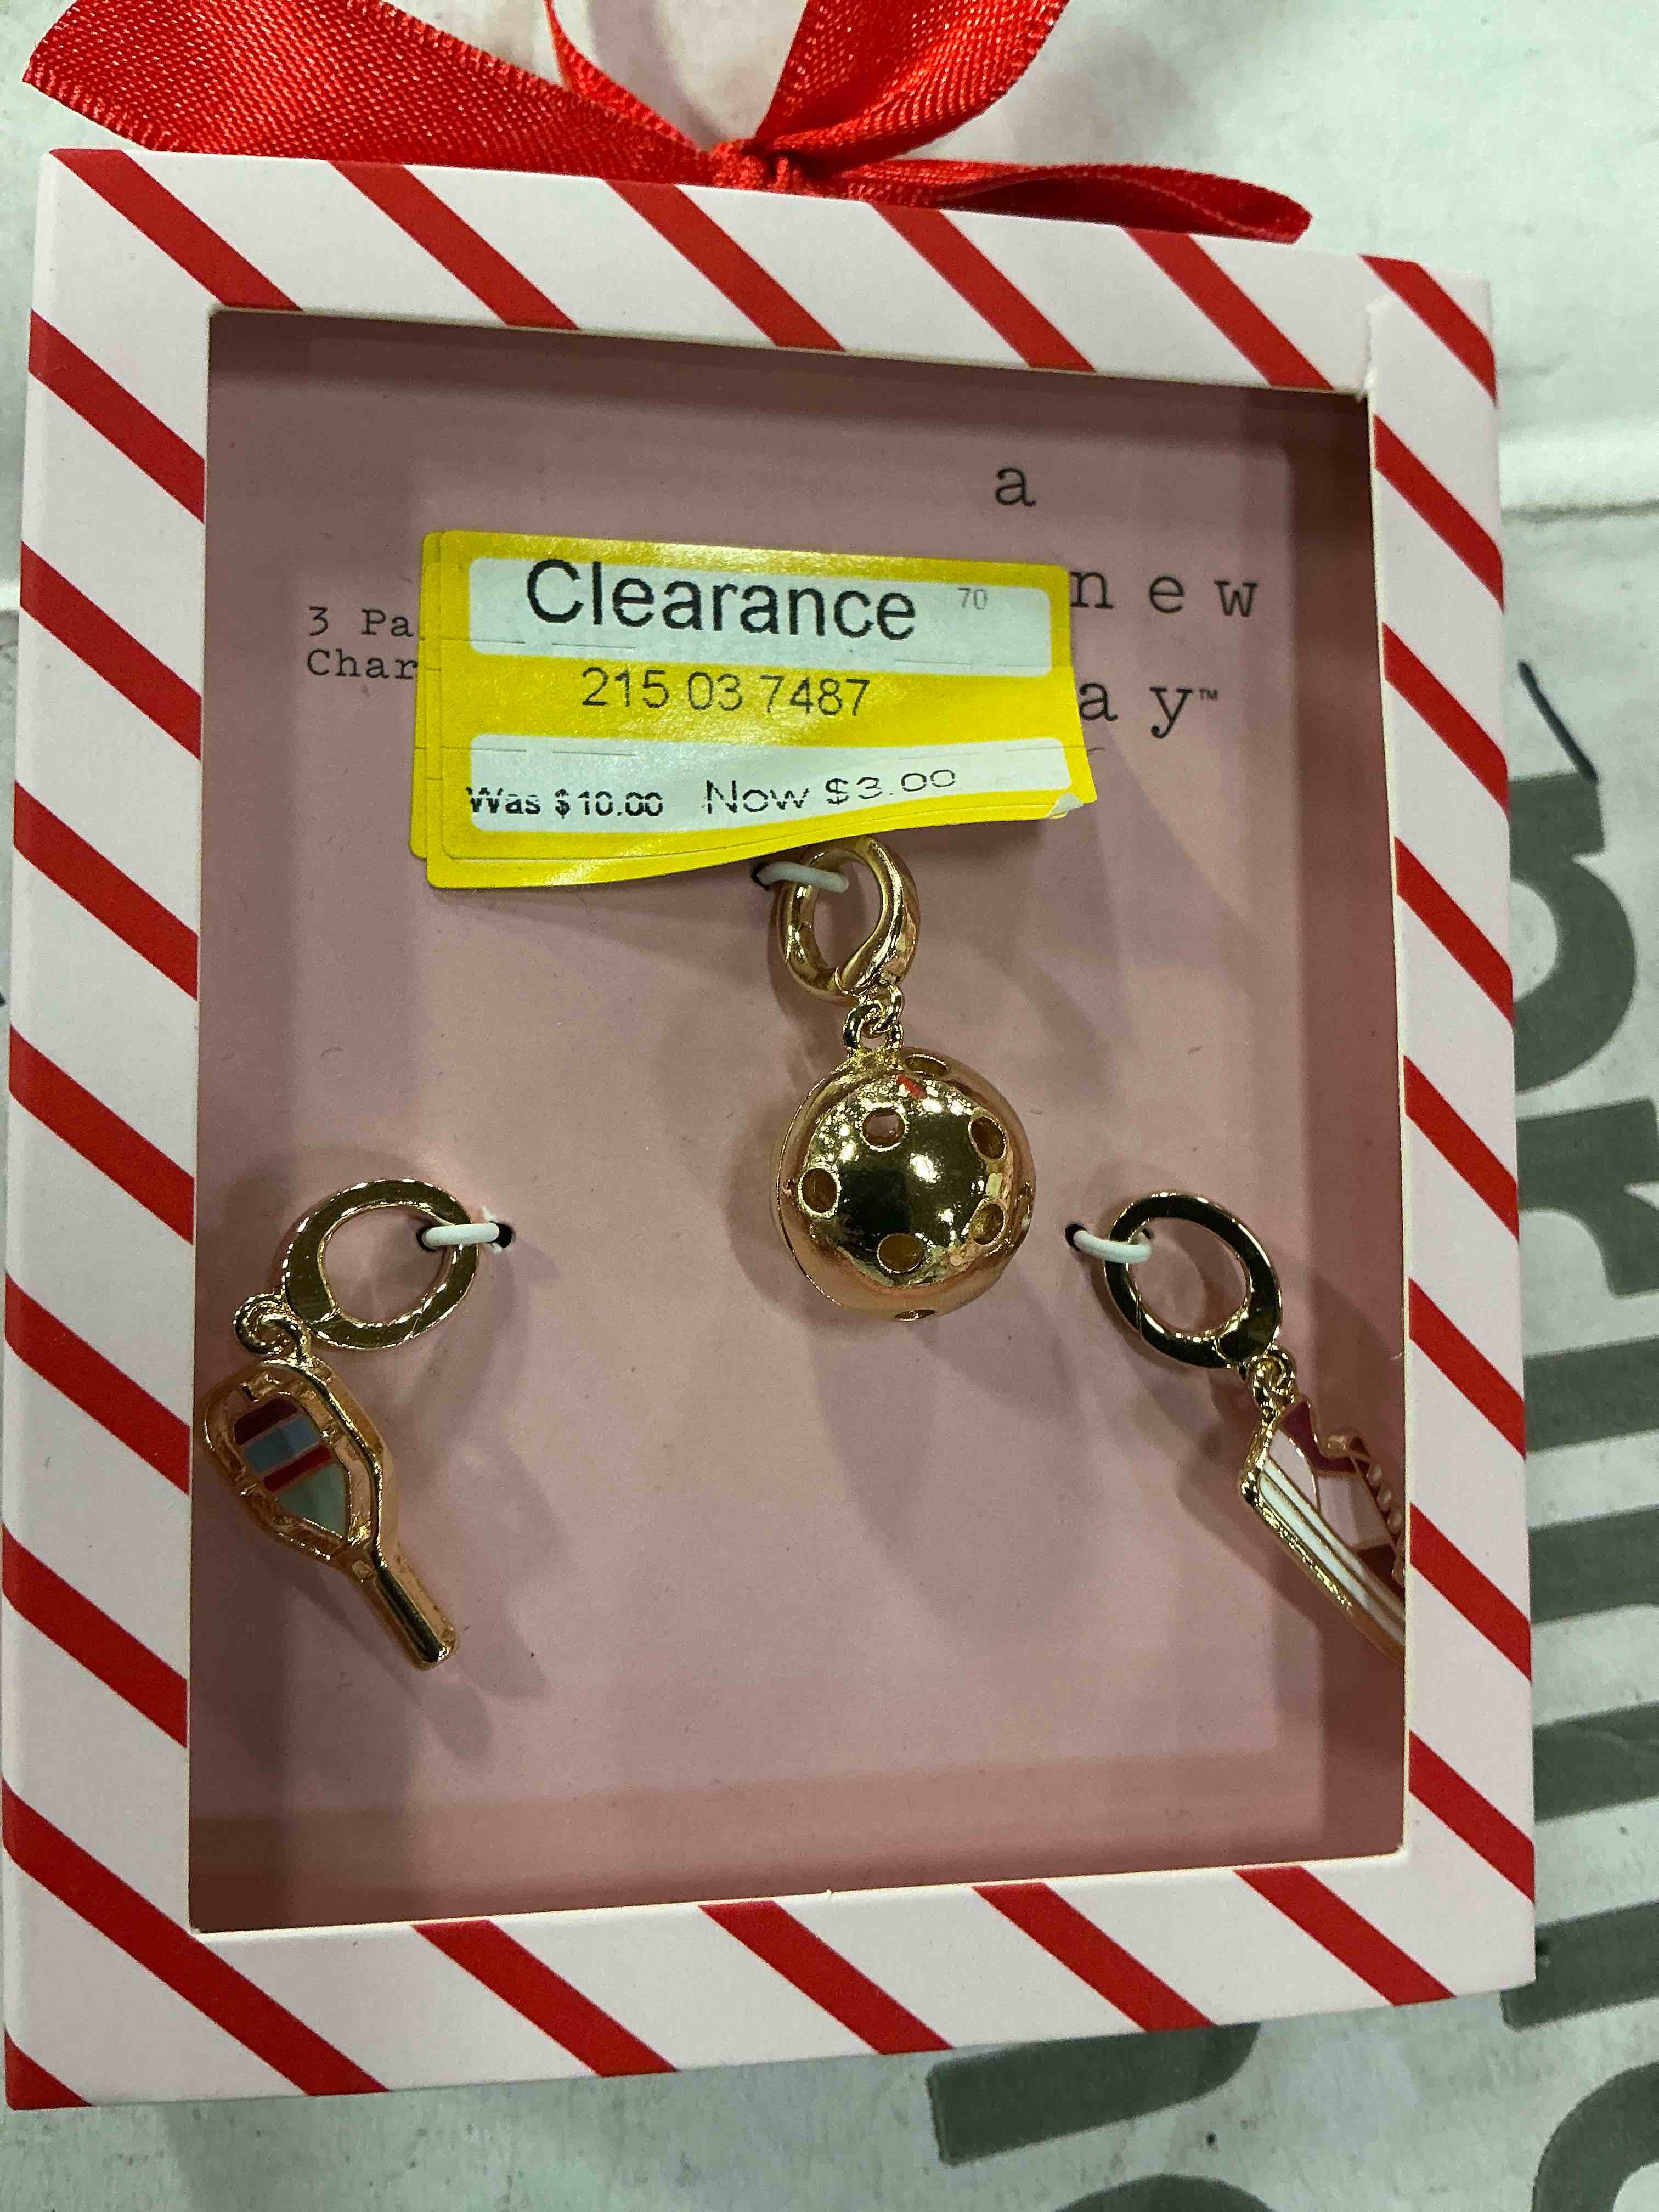 a
n e w
a y™
3 Pa
Char
Clearance 70
215 03 7487
Was $10.00 Now $3.00